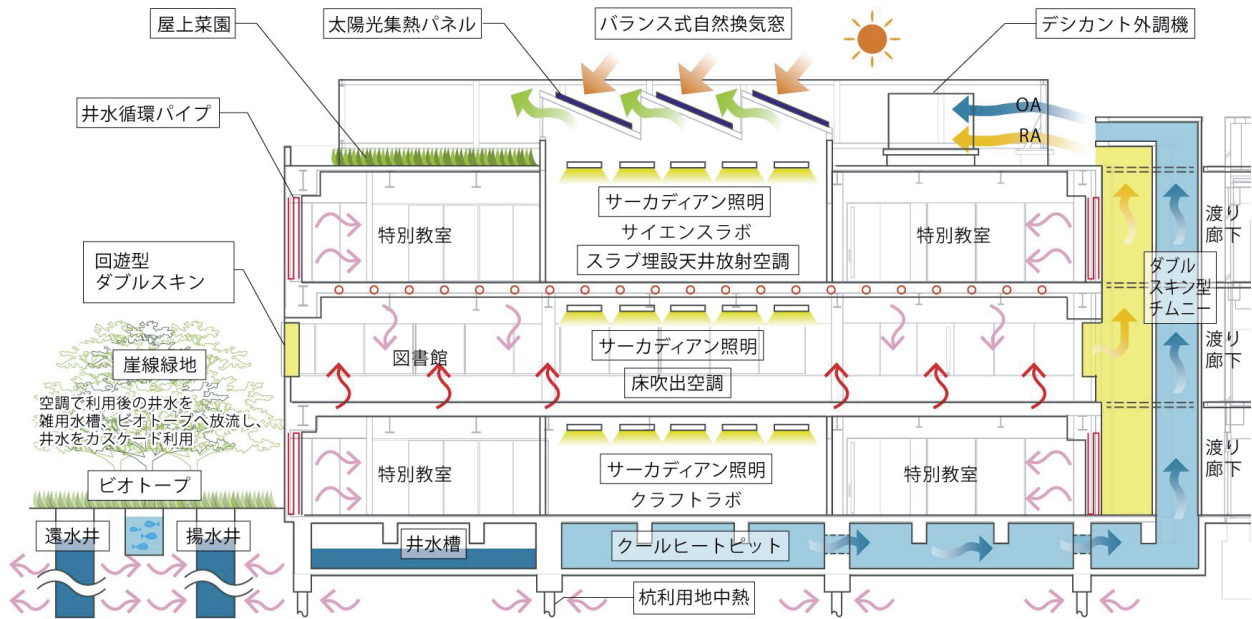 屋上菜園
太陽光集熱パネル
バランス式自然換気窓
デシカント外調機
井水循環パイプ
OA
RA
サーカディアン照明
サイエンスラボ
スラブ埋設天井放射空調
特別教室
特別教室
渡り
廊下
回遊型
ダブルスキン
ダブル
スキン型
チムニー
サーカディアン照明
図書館
床吹出空調
渡り
廊下
崖線緑地
空調で利用後の井水を
雑用水槽、ビオトープへ放流し、
井水をカスケード利用
サーカディアン照明
クラフトラボ
特別教室
特別教室
渡り
廊下
ビオトープ
還水井
揚水井
井水槽
クールヒートピット
杭利用地中熱